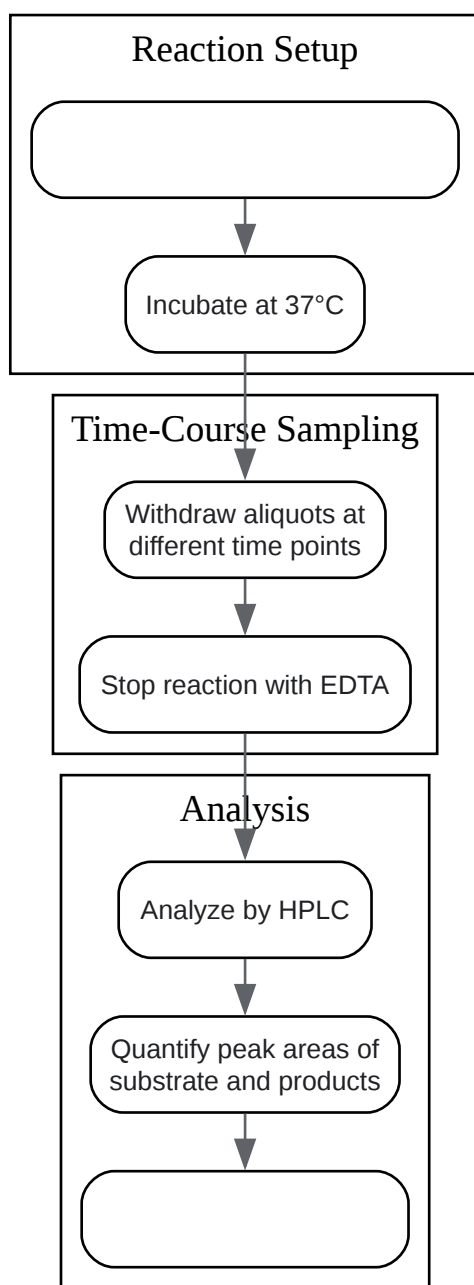 Reaction Setup
Incubate at 37°C
Time-Course Sampling
Withdraw aliquots at
different time points
Stop reaction with EDTA
Analysis
Analyze by HPLC
Quantify peak areas of
substrate and products